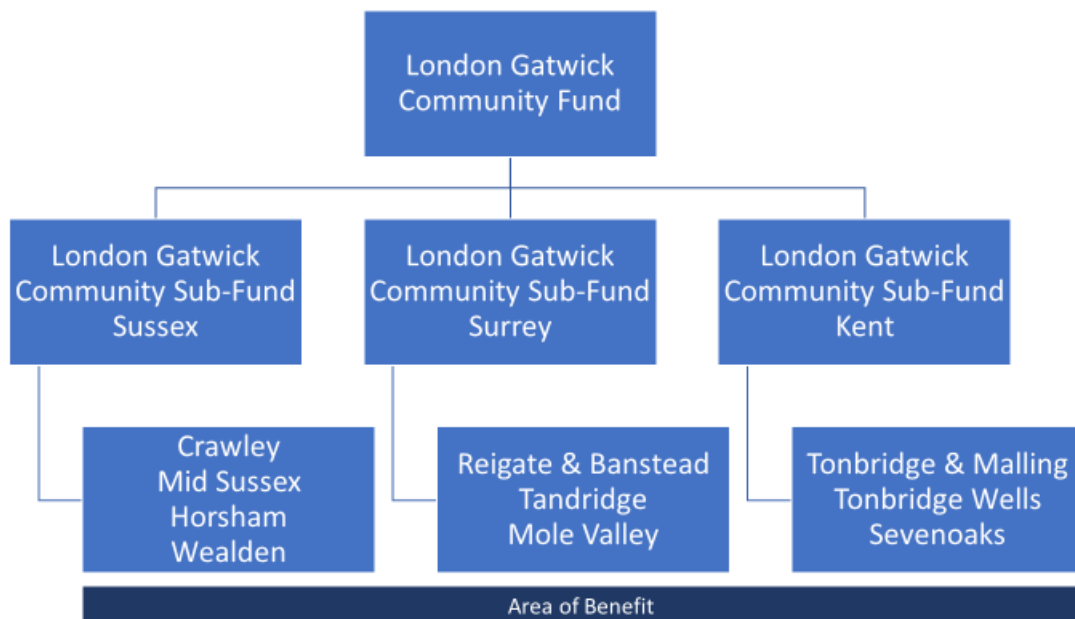 London Gatwick
Community Fund
London Gatwick
Community Sub-Fund
Sussex
London Gatwick
Community Sub-Fund
Surrey
London Gatwick
Community Sub-Fund
Kent
Crawley
Mid Sussex
Horsham
Wealden
Reigate & Banstead
Tandridge
Mole Valley
Tonbridge & Malling
Tonbridge Wells
Sevenoaks
Area of Benefit